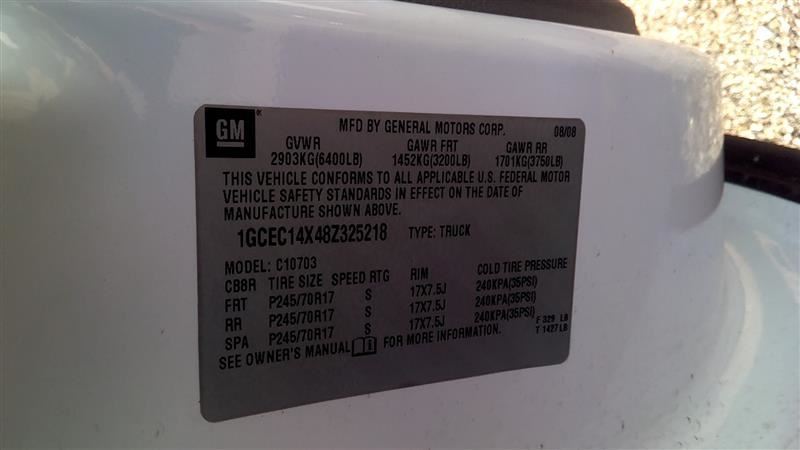 GM
MFD BY GENERAL MOTORS CORP. 08/08
GVWR GAWR FRT GAWR RR
2903KG(6400LB) 1452KG(3200LB) 1701KG(3750LB)
THIS VEHICLE CONFORMS TO ALL APPLICABLE U.S. FEDERAL MOTOR
VEHICLE SAFETY STANDARDS IN EFFECT ON THE DATE OF
MANUFACTURE SHOWN ABOVE.
1GCEC14X48Z325218 TYPE: TRUCK
MODEL: C10703
CB8R TIRE SIZE SPEED RTG RIM COLD TIRE PRESSURE
FRT P245/70R17 S 17X7.5J 240KPA(35PSI)
RR P245/70R17 S 17X7.5J 240KPA(35PSI)
SPA P245/70R17 S 17X7.5J 240KPA(35PSI)
SEE OWNER'S MANUAL FOR MORE INFORMATION.
F 329 LB
T 1427 LB